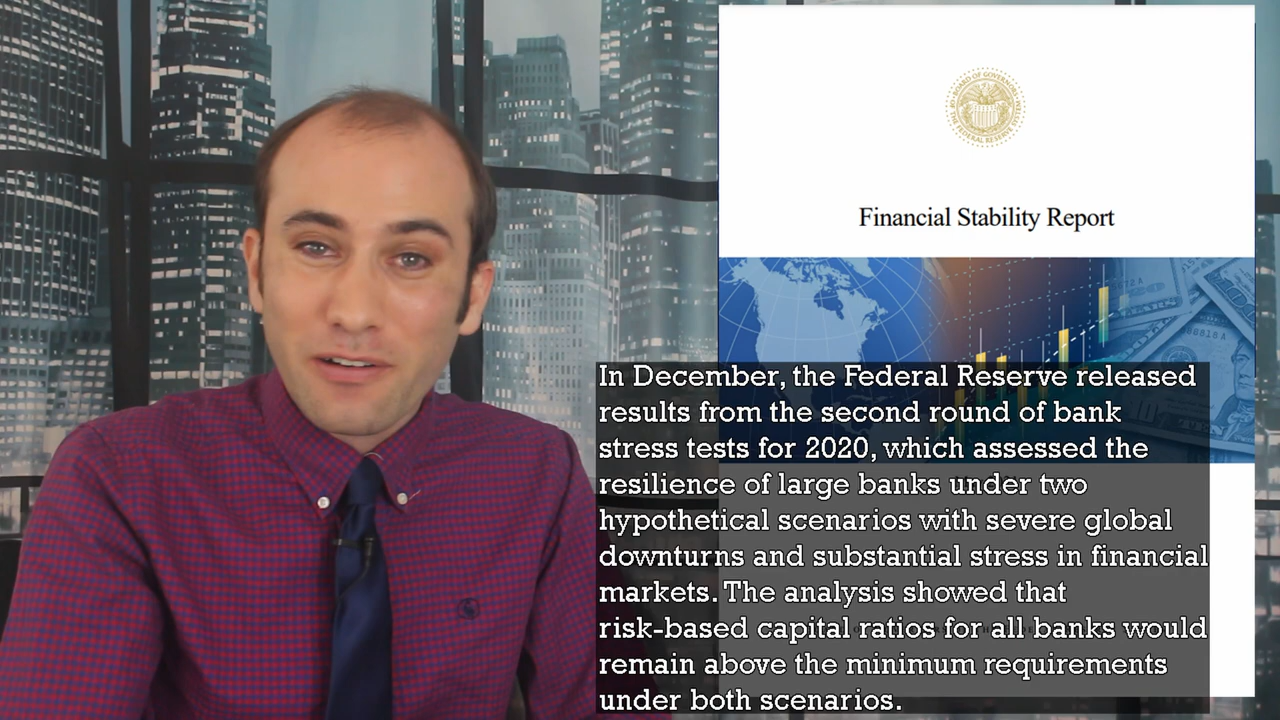 Financial Stability Report
In December, the Federal Reserve released
results from the second round of bank
stress tests for 2020, which assessed the
resilience of large banks under two
hypothetical scenarios with severe global
downturns and substantial stress in financial
markets. The analysis showed that
risk-based capital ratios for all banks would
remain above the minimum requirements
under both scenarios.